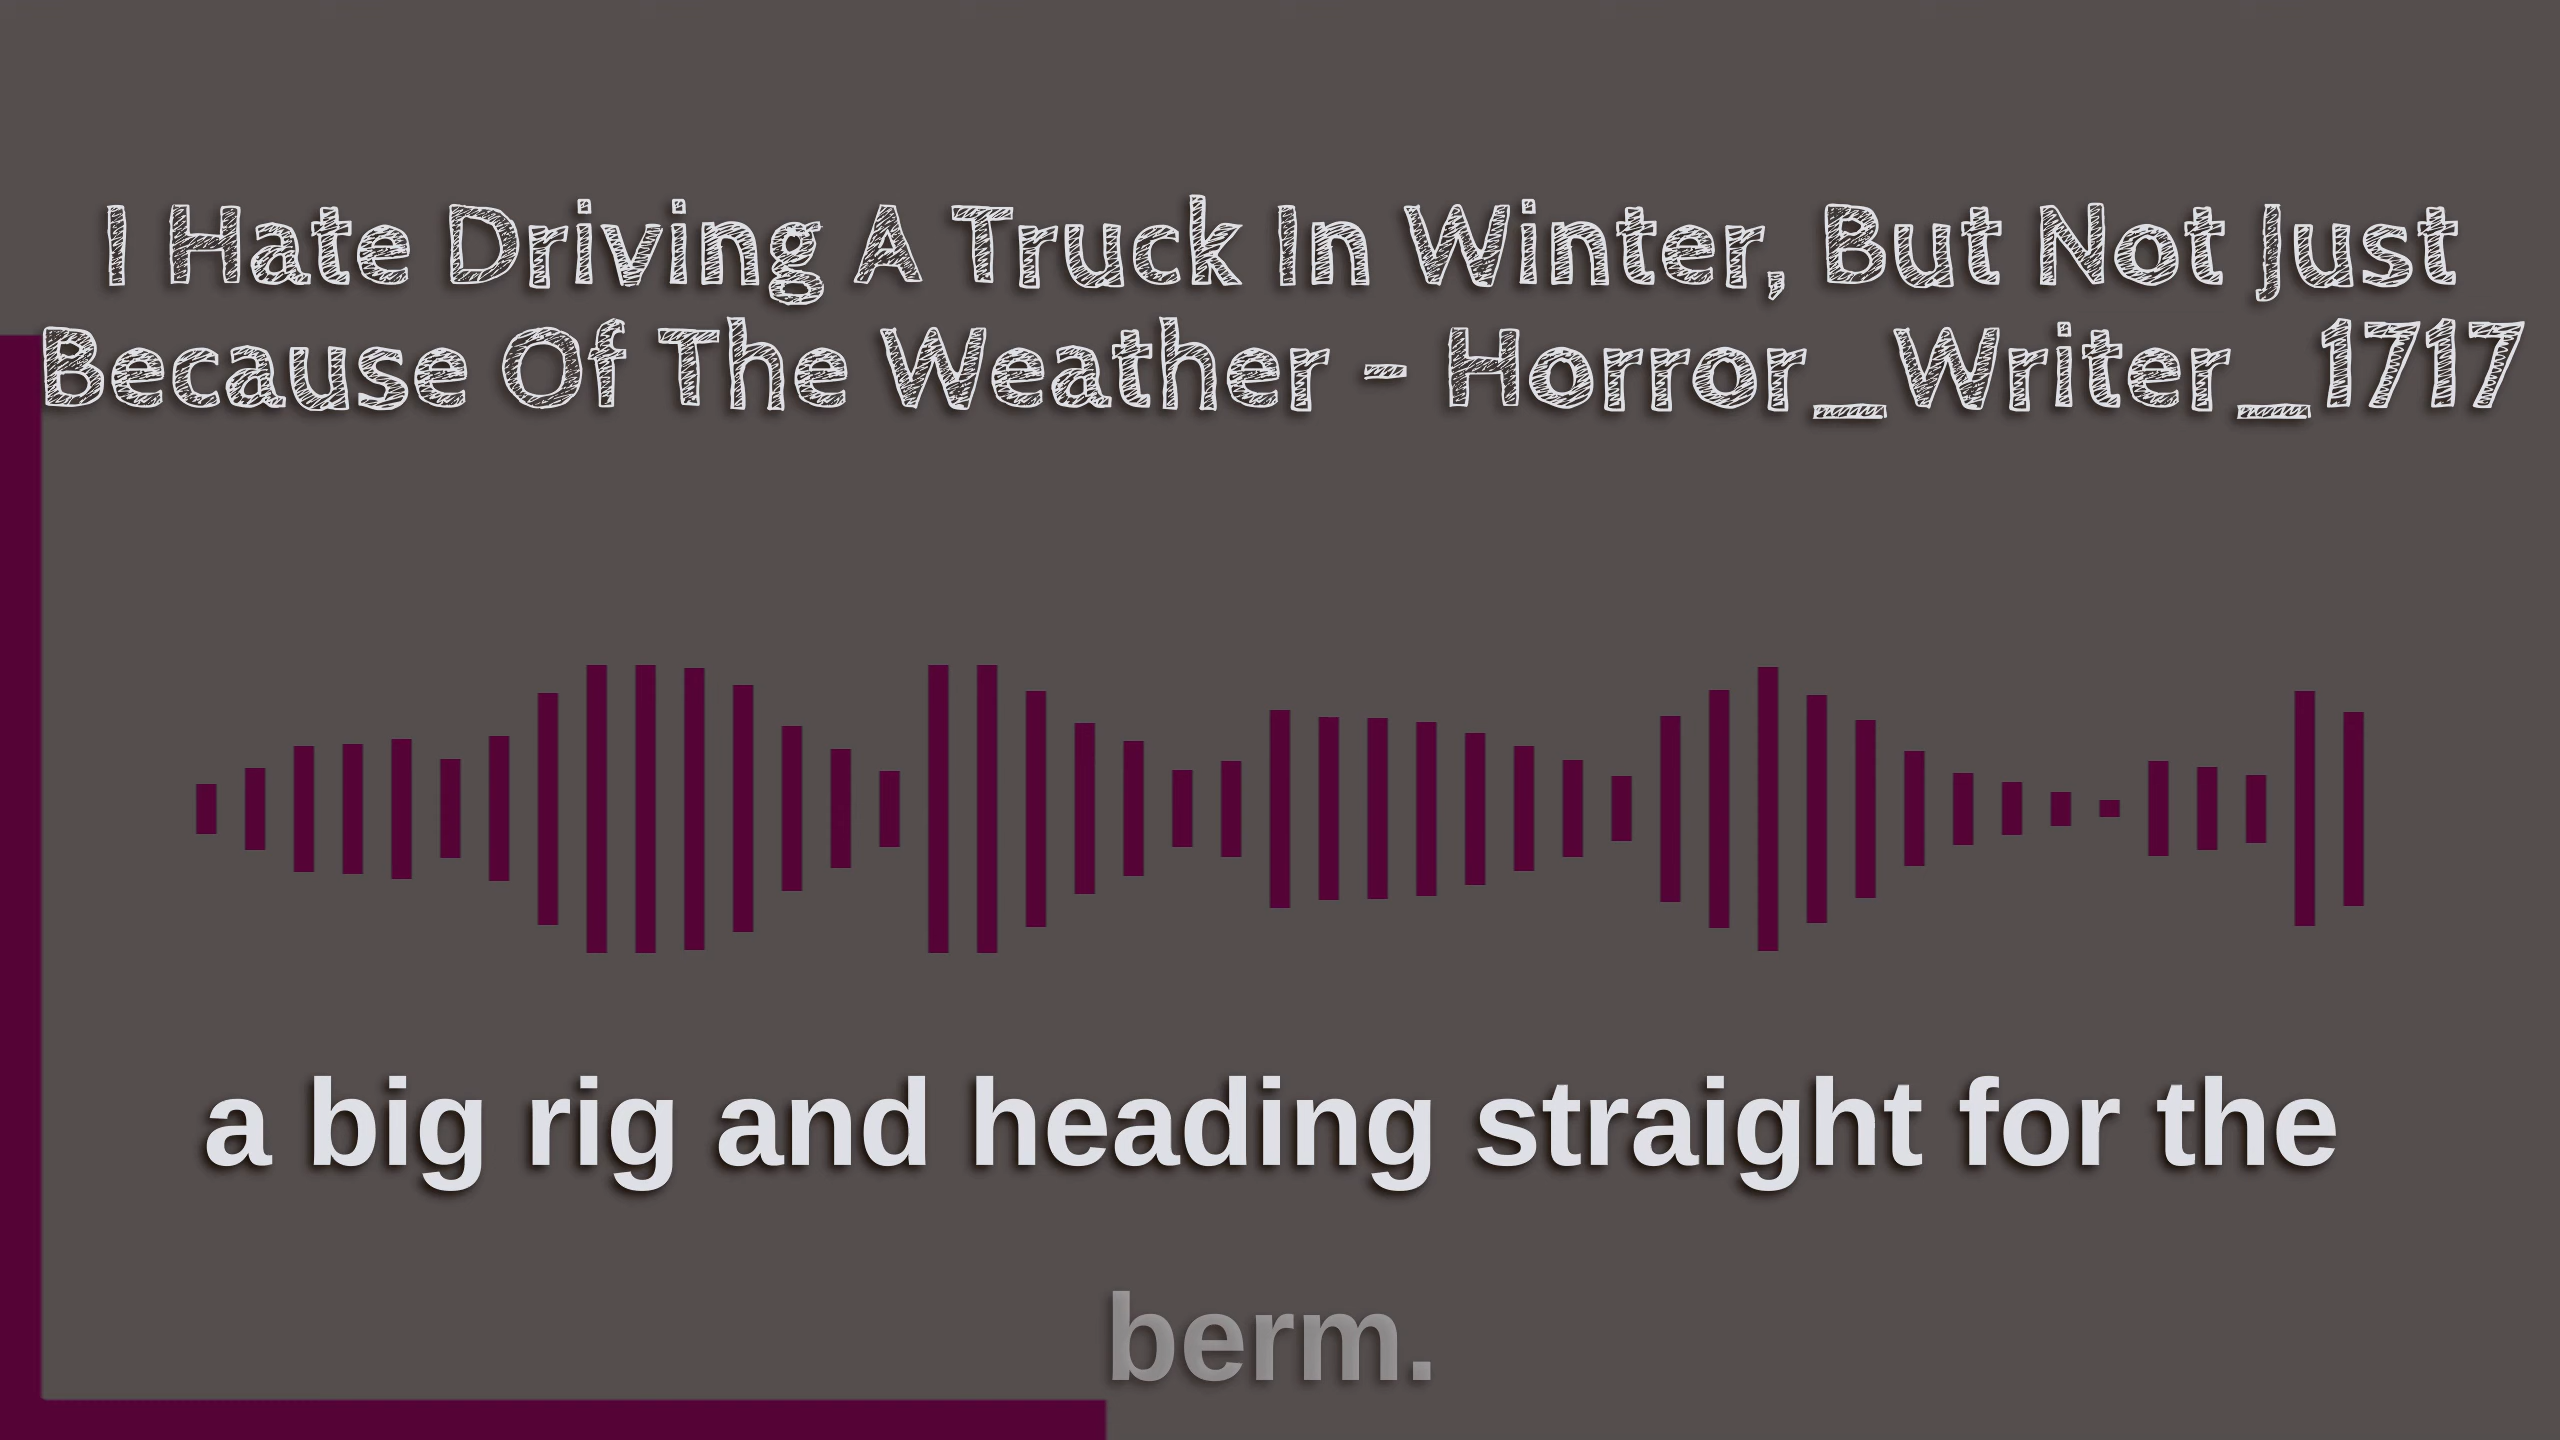 I Hate Driving A Truck In Winter, But Not Just
Because Of The Weather - Horror_Writer_1717
a big rig and heading straight for the
berm.